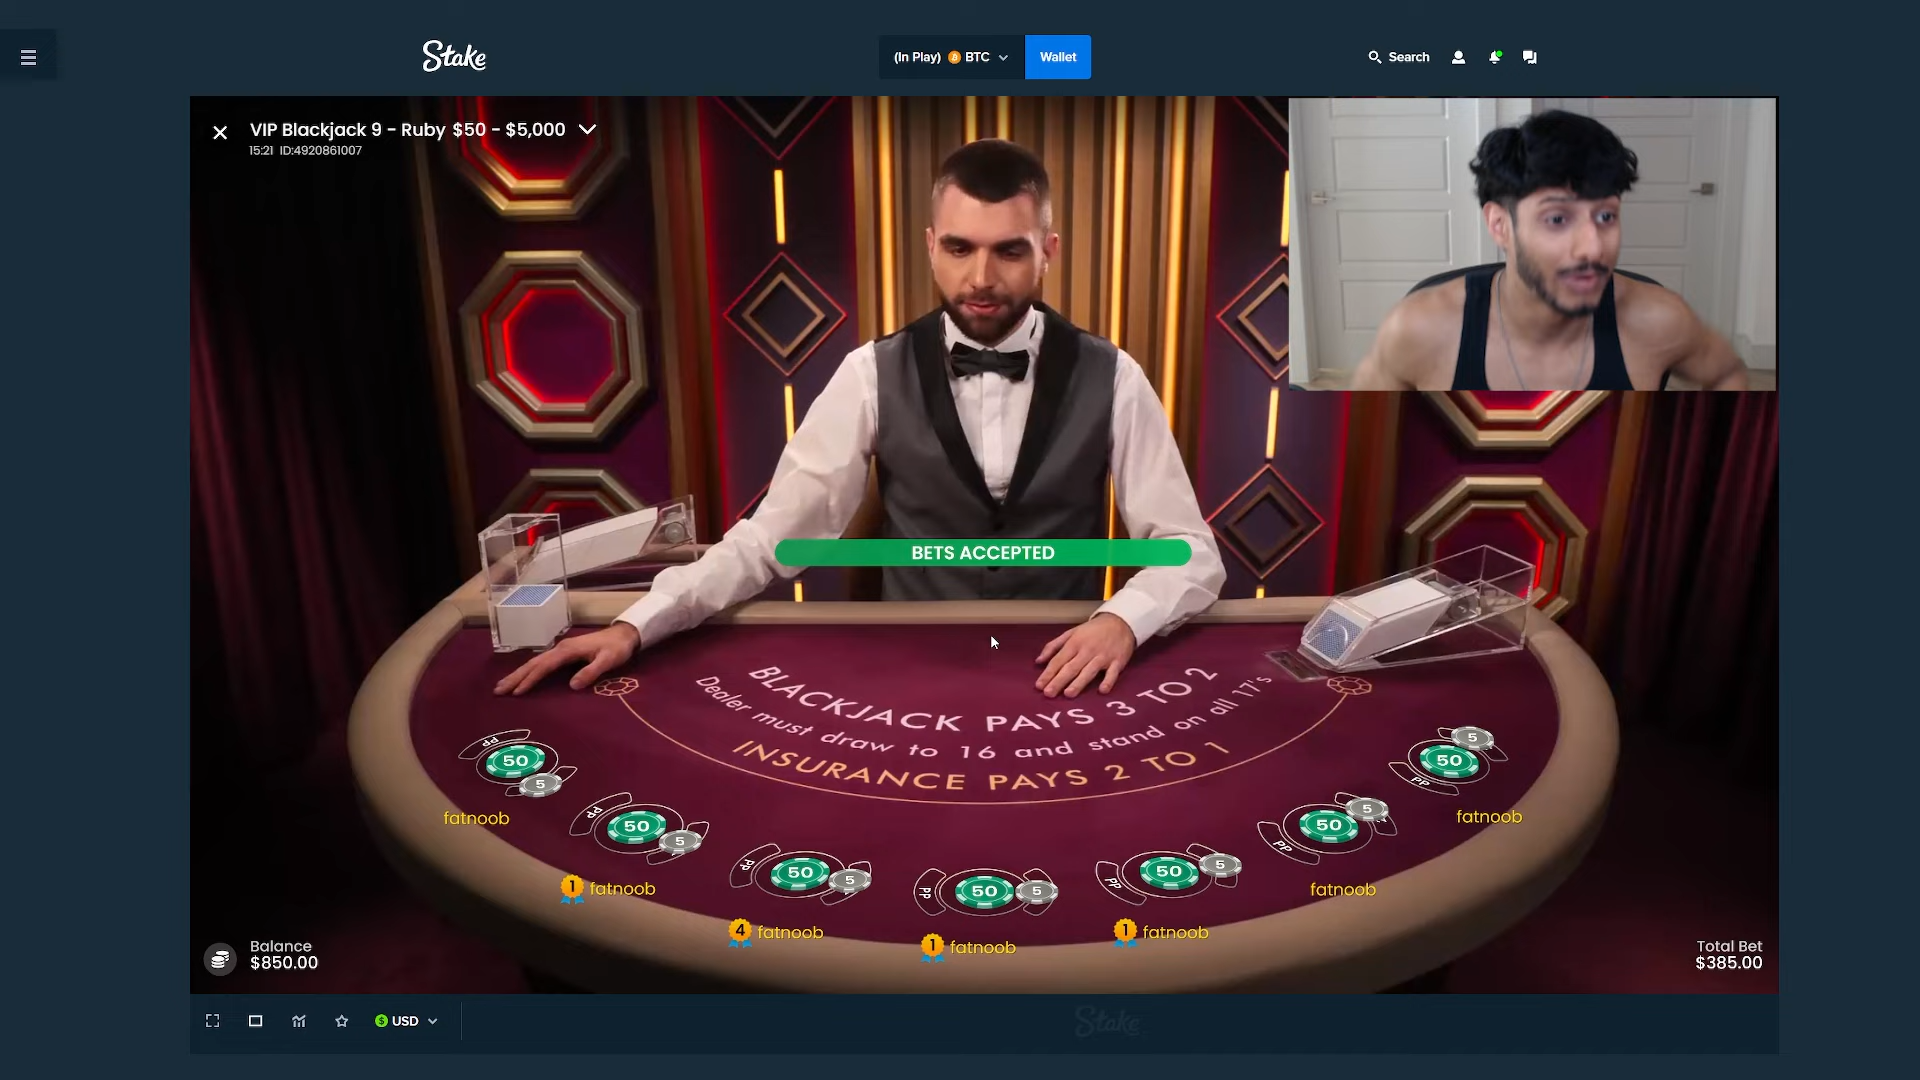 Stake
(In Play) BTC
Wallet
Search
VIP Blackjack 9 - Ruby $50 - $5,000
15:21 ID:4920861007
BETS ACCEPTED
BLACKJACK PAYS 3 TO 2
Dealer must draw to 16 and stand on all 17's
INSURANCE PAYS 2 TO 1
PP 50 5
fatnoob
PP 50 5
1 fatnoob
PP 50 5
4 fatnoob
PP 50 5
1 fatnoob
PP 50 5
1 fatnoob
PP 50 5
fatnoob
PP 50 5
fatnoob
Balance
$850.00
Total Bet
$385.00
USD
Stake